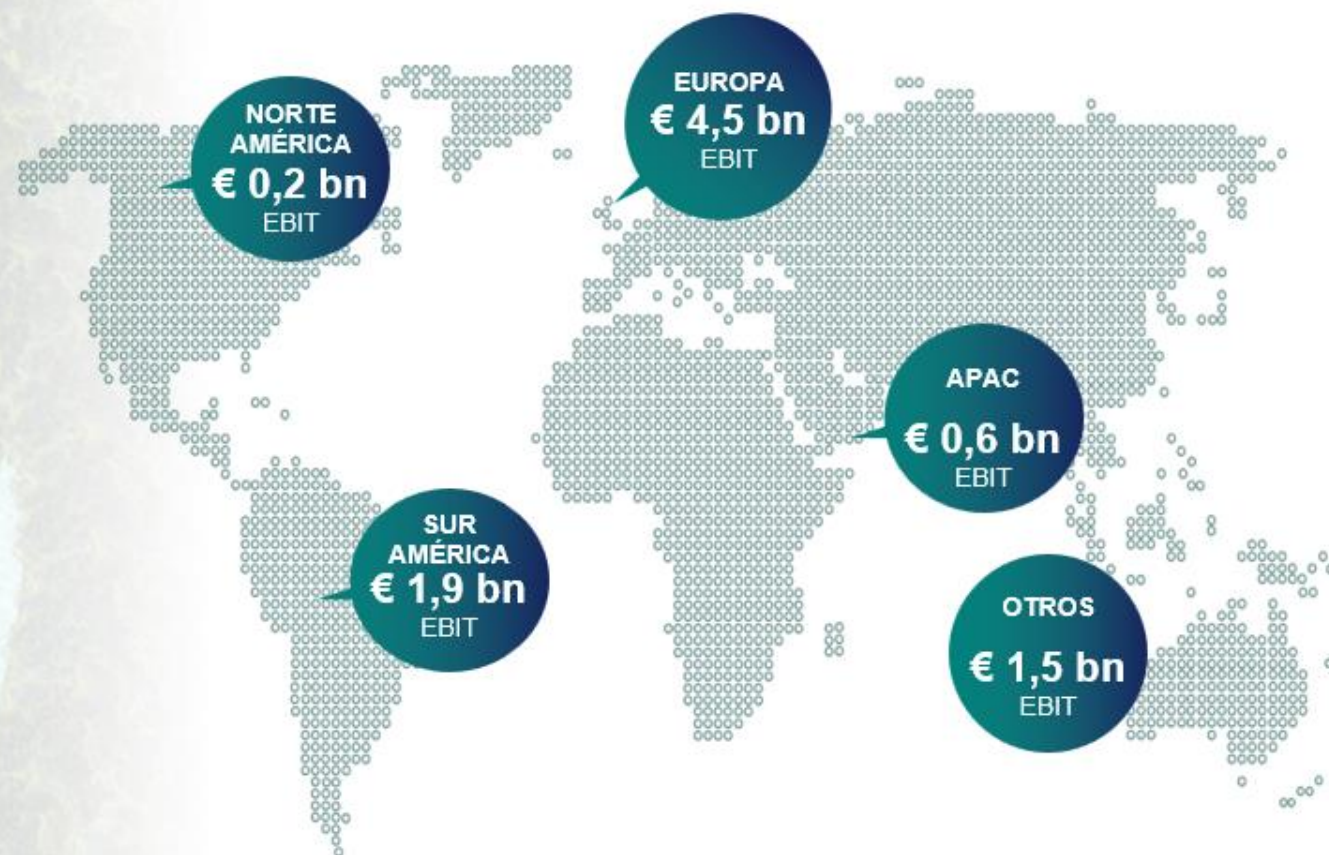 NORTE
AMÉRICA
€ 0,2 bn
EBIT
EUROPA
€ 4,5 bn
EBIT
APAC
€ 0,6 bn
EBIT
SUR
AMÉRICA
€ 1,9 bn
EBIT
OTROS
€ 1,5 bn
EBIT